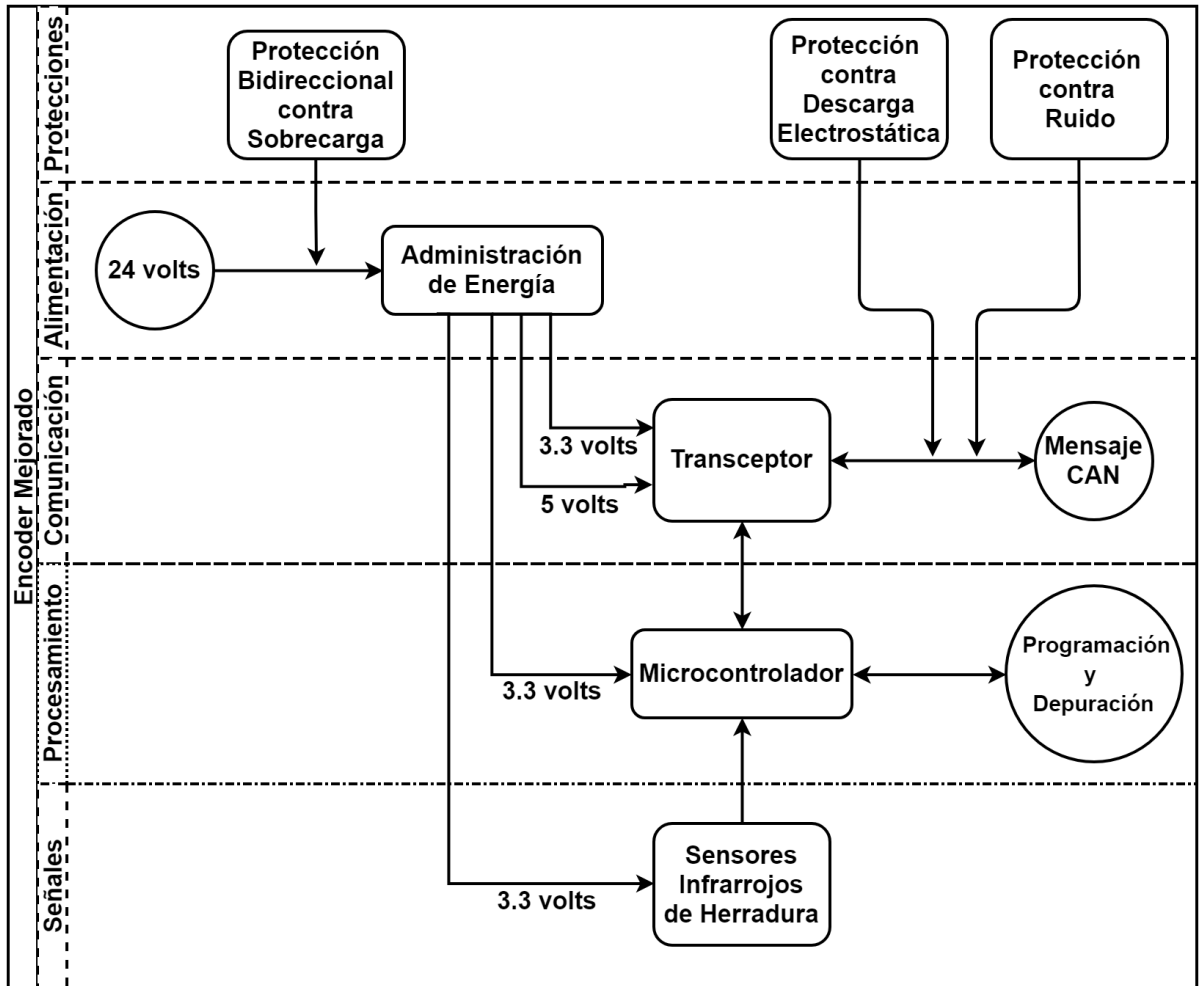 Encoder Mejorado
Protecciones
Protección
Bidireccional
contra
Sobrecarga
Protección
contra
Descarga
Electrostática
Protección
contra
Ruido
Alimentación
24 volts
Administración
de Energía
Comunicación
3.3 volts
5 volts
Transceptor
Mensaje
CAN
Procesamiento
3.3 volts
Microcontrolador
Programación
y
Depuración
Señales
3.3 volts
Sensores
Infrarrojos
de Herradura